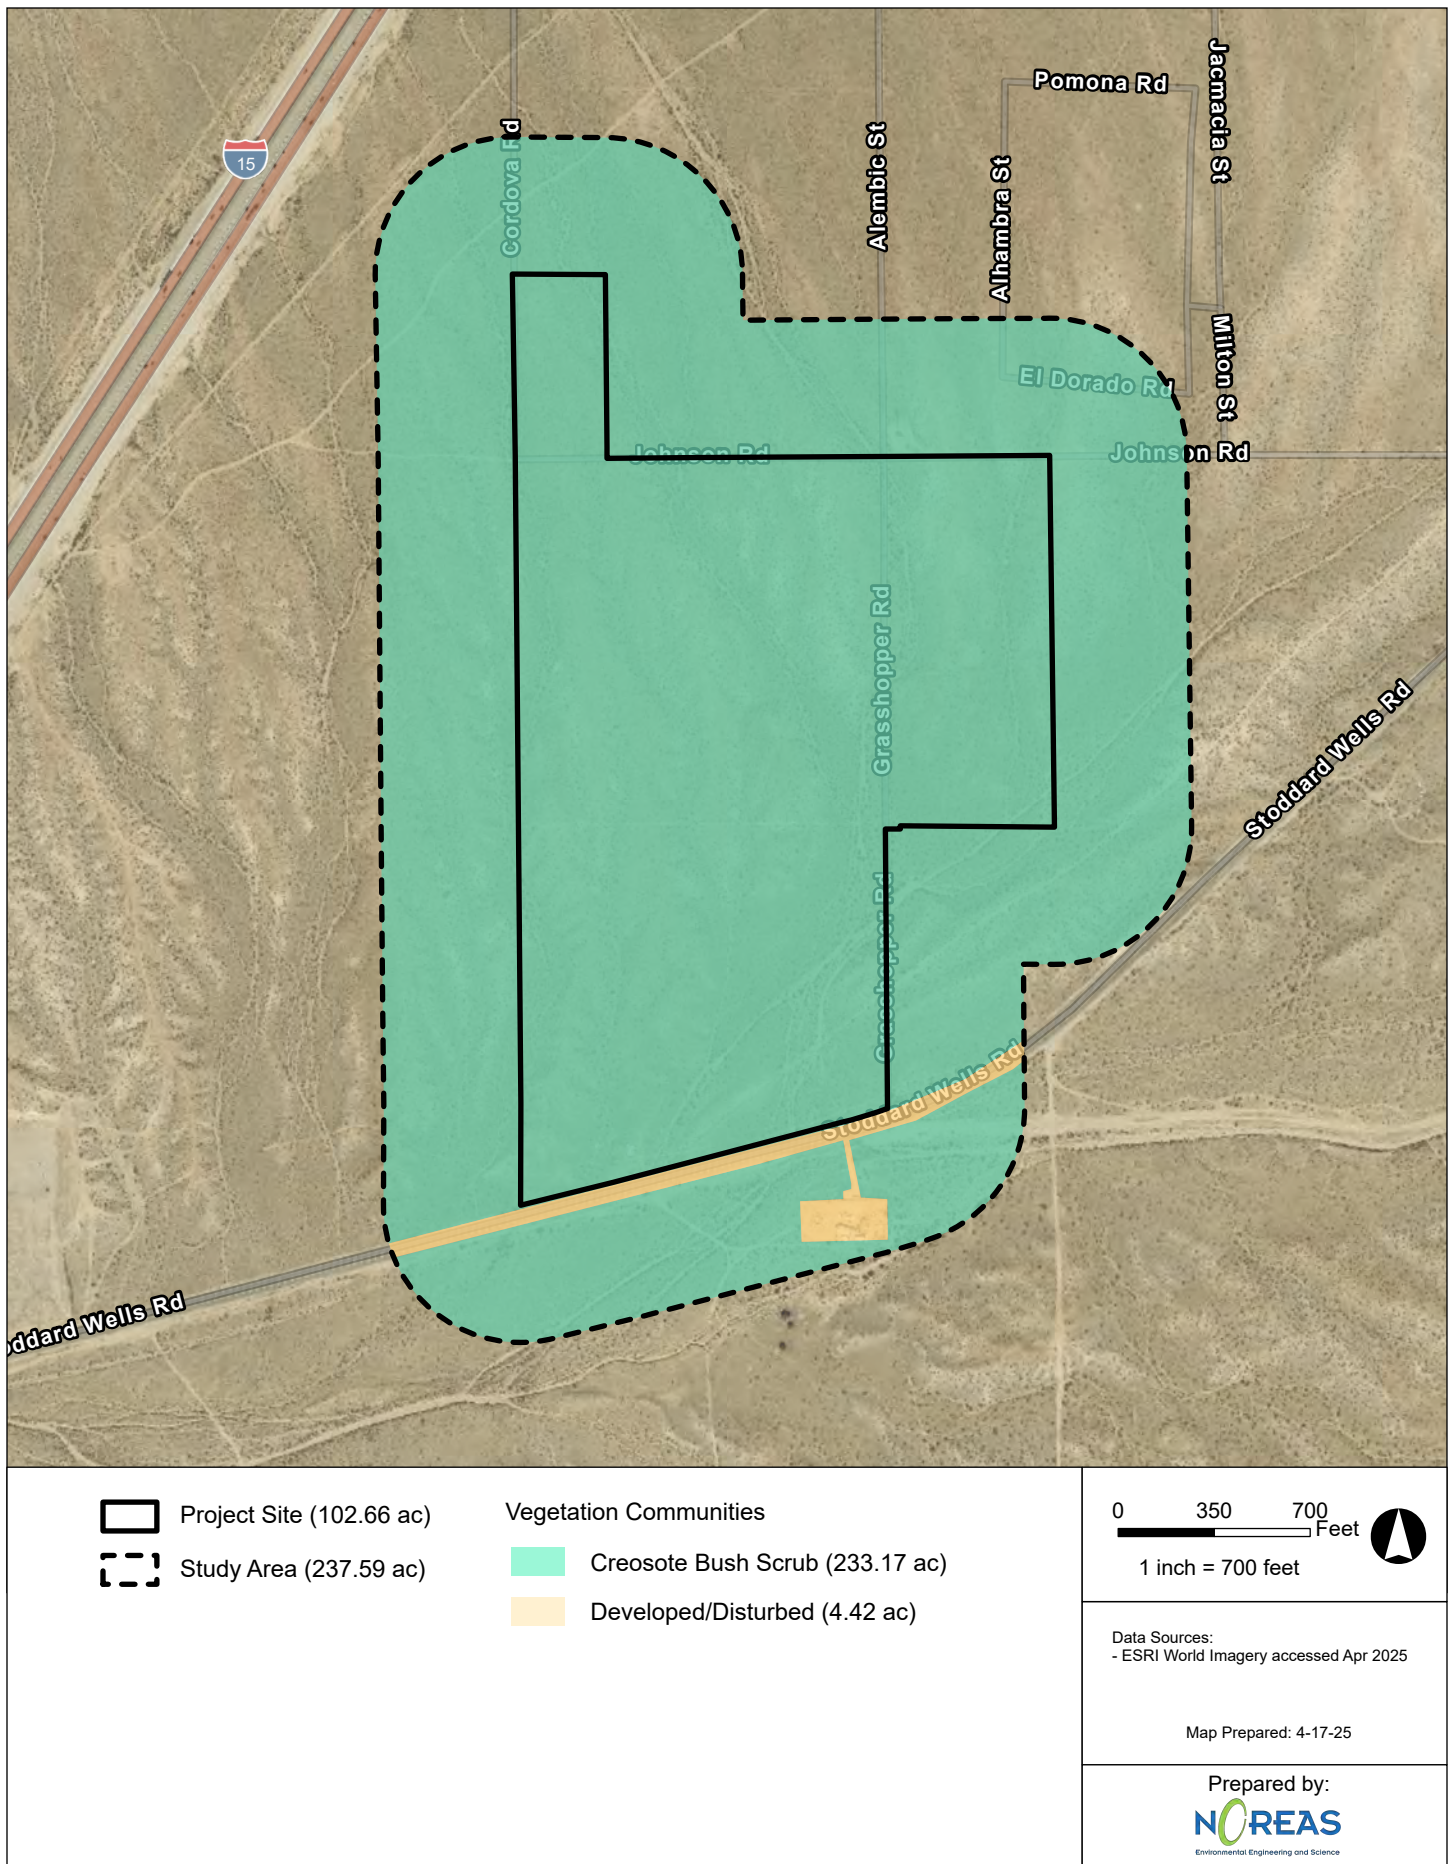 Pomona Rd
Jacmacia St
Cordova Rd
Alembic St
Alhambra St
15
Milton St
El Dorado Rd
Johnson Rd
Johnson Rd
Grasshopper Rd
Stoddard Wells Rd
Grasshopper Rd
Stoddard Wells Rd
oddard Wells Rd
Project Site (102.66 ac)
Study Area (237.59 ac)
Vegetation Communities
Creosote Bush Scrub (233.17 ac)
Developed/Disturbed (4.42 ac)
0 350 700
Feet
1 inch = 700 feet
Data Sources:
- ESRI World Imagery accessed Apr 2025
Map Prepared: 4-17-25
Prepared by:
NOREAS
Environmental Engineering and Science